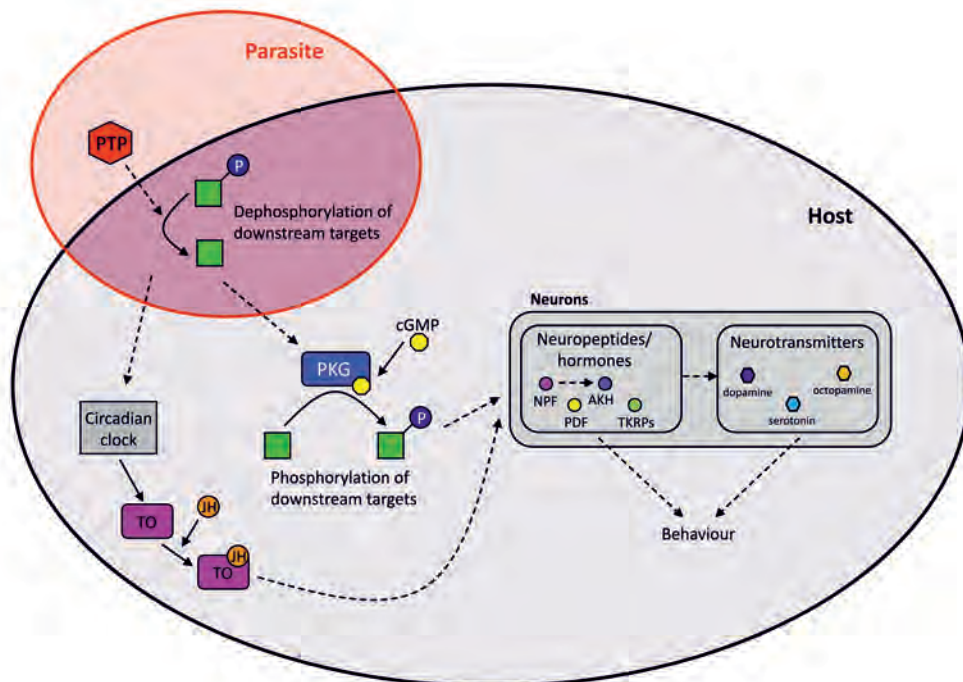 Parasite
PTP
P
Dephosphorylation of
downstream targets
Host
cGMP
PKG
P
Phosphorylation of
downstream targets
Circadian
clock
TO
JH
JH
TO
Neurons
Neuropeptides/
hormones
NPF
AKH
PDF
TKRPs
Neurotransmitters
dopamine
octopamine
serotonin
Behaviour